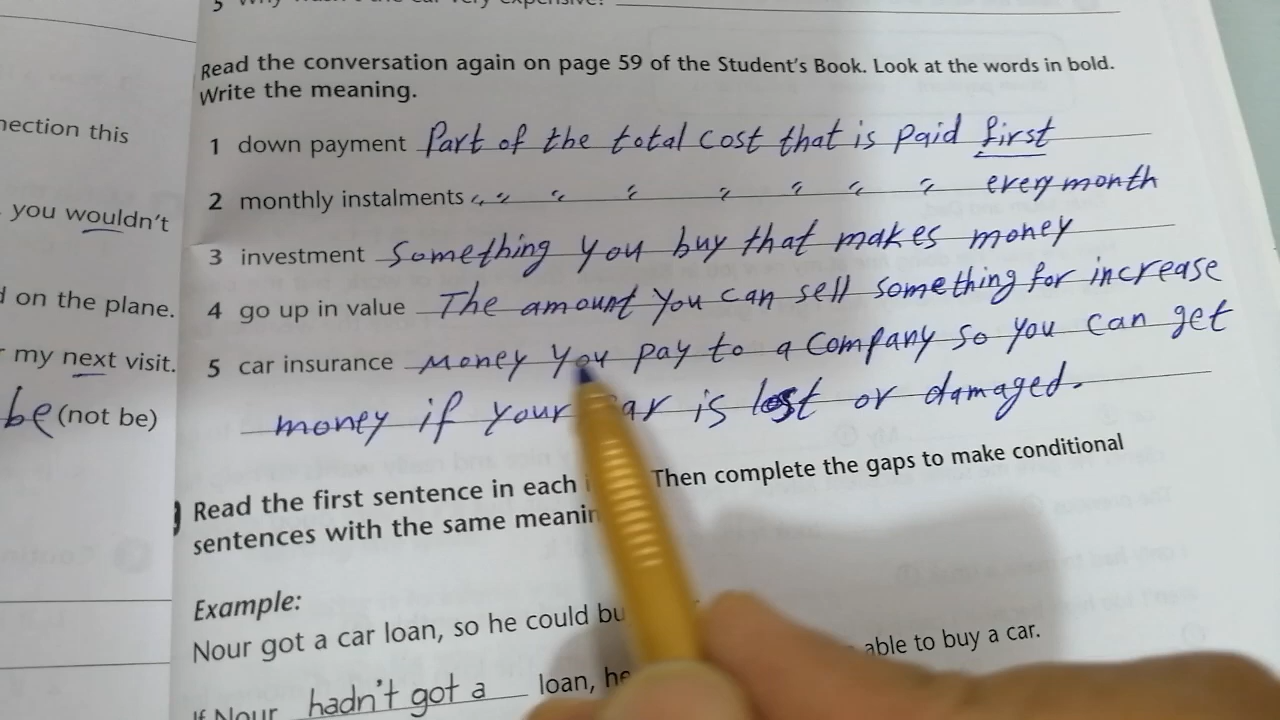 nection this
you wouldn't
on the plane.
my next visit.
be (not be)
Read the conversation again on page 59 of the Student's Book. Look at the words in bold.
Write the meaning.
1 down payment Part of the total cost that is paid first
2 monthly instalments " " " " " " " " every month
3 investment Something you buy that makes money
4 go up in value The amount you can sell something for increase
5 car insurance Money you pay to a company so you can get
money if your car is lost or damaged.
Read the first sentence in each Then complete the gaps to make conditional
sentences with the same
Example:
Nour got a car loan, so he could able to buy a car.
If Nour hadn't got a loan, he